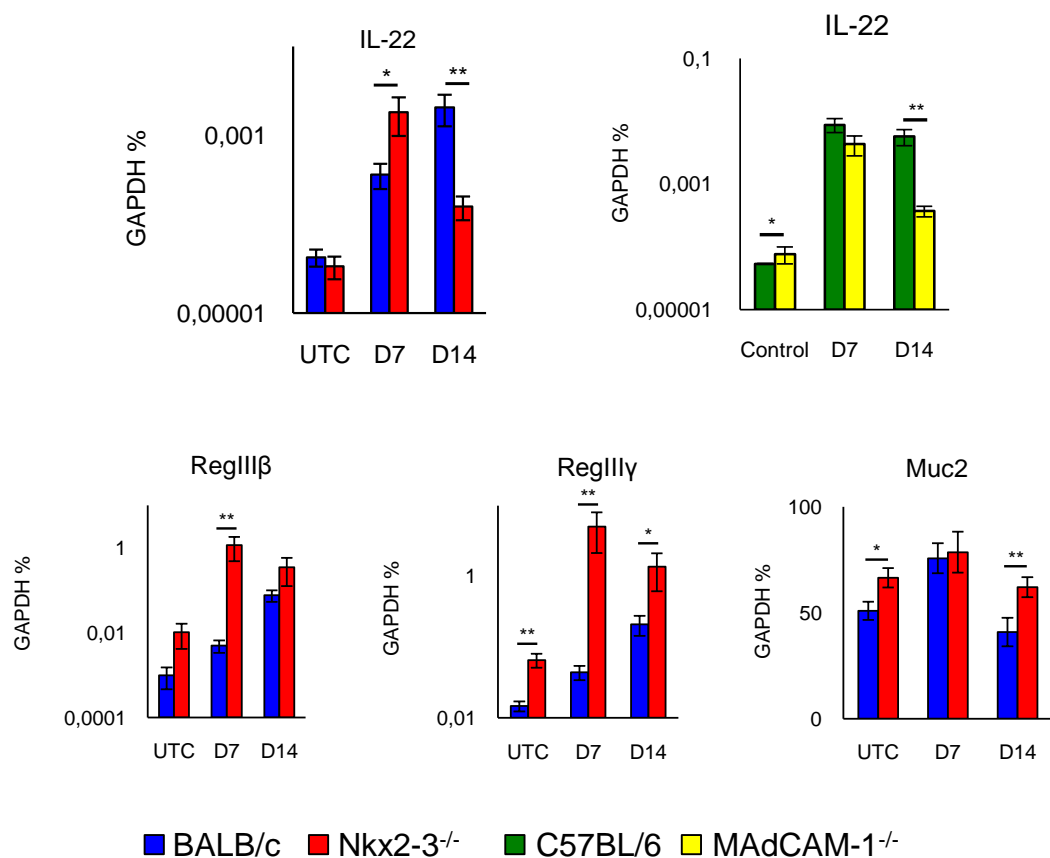 IL-22
GAPDH %
0,001
0,00001
*
**
UTC D7 D14
IL-22
GAPDH %
0,1
0,001
0,00001
*
**
Control D7 D14
RegIIIβ
GAPDH %
1
0,01
0,0001
**
UTC D7 D14
RegIIIγ
GAPDH %
1
0,01
**
**
*
UTC D7 D14
Muc2
GAPDH %
100
50
0
*
**
UTC D7 D14
BALB/c Nkx2-3-/- C57BL/6 MAdCAM-1-/-